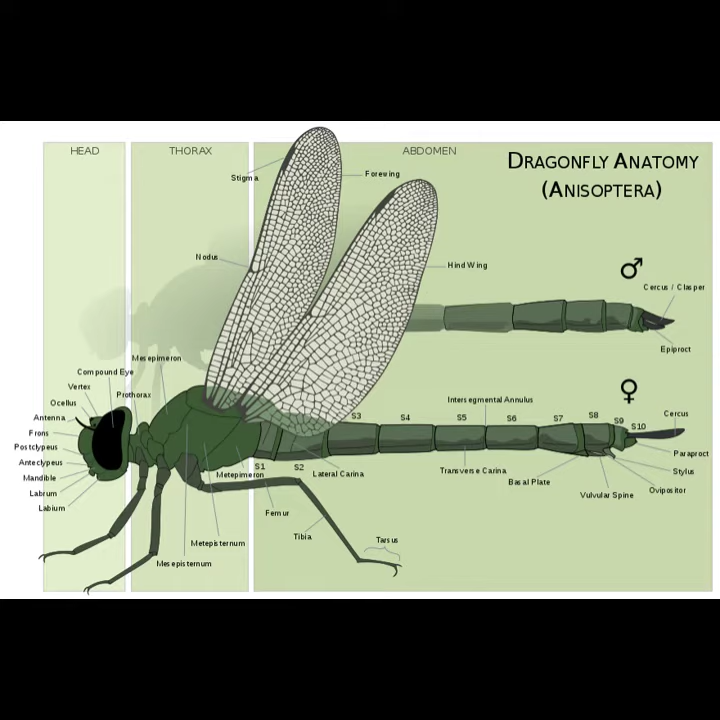 HEAD
THORAX
ABDOMEN
DRAGONFLY ANATOMY
(ANISOPTERA)
Stigma
Forewing
Nodus
Hind Wing
♂
Cercus / Clasper
Epiproct
Mesepimeron
Compound Eye
Vertex
Prothorax
Ocellus
Antenna
Frons
Postclypeus
Anteclypeus
Mandible
Labrum
Labium
♀
Intersegmental Annulus
Cercus
S1
S2
S3
S4
S5
S6
S7
S8
S9
S10
Paraproct
Stylus
Ovipositor
Vulvular Spine
Basal Plate
Transverse Carina
Lateral Carina
Metepimeron
Femur
Tibia
Tarsus
Metepisternum
Mesepisternum